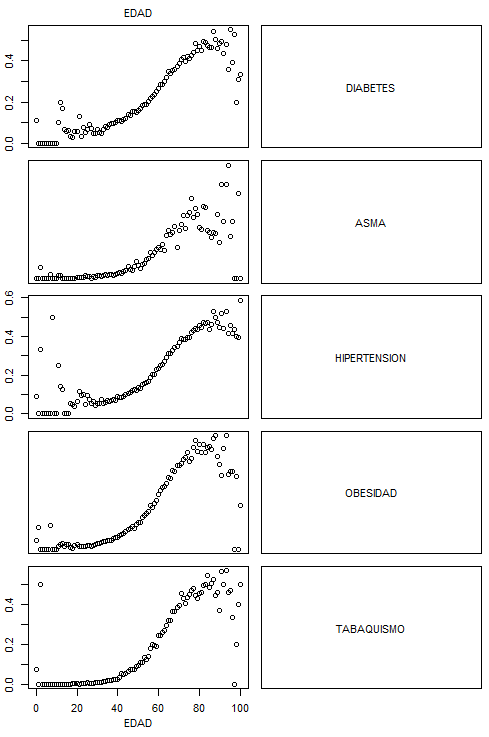 EDAD
0.0 0.2 0.4
DIABETES
ASMA
0.0 0.2 0.4 0.6
HIPERTENSION
OBESIDAD
0.0 0.2 0.4
TABAQUISMO
0 20 40 60 80 100
EDAD